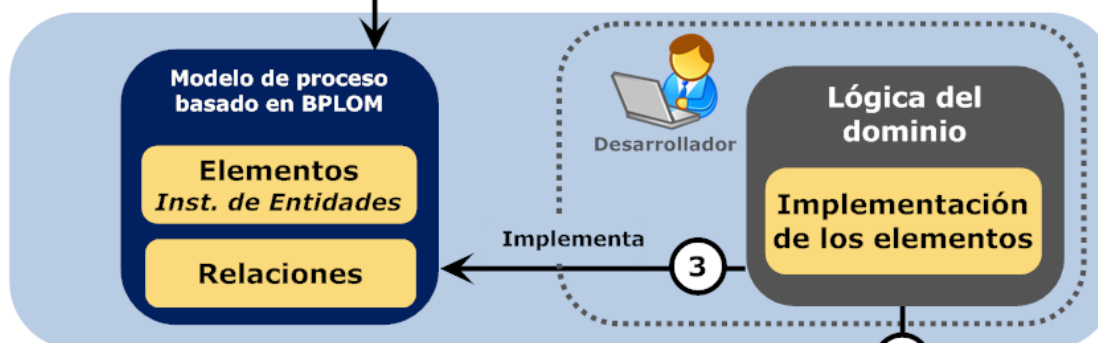 Modelo de proceso
basado en BPLOM
Elementos
Inst. de Entidades
Relaciones
Implementa
3
Desarrollador
Lógica del
dominio
Implementación
de los elementos